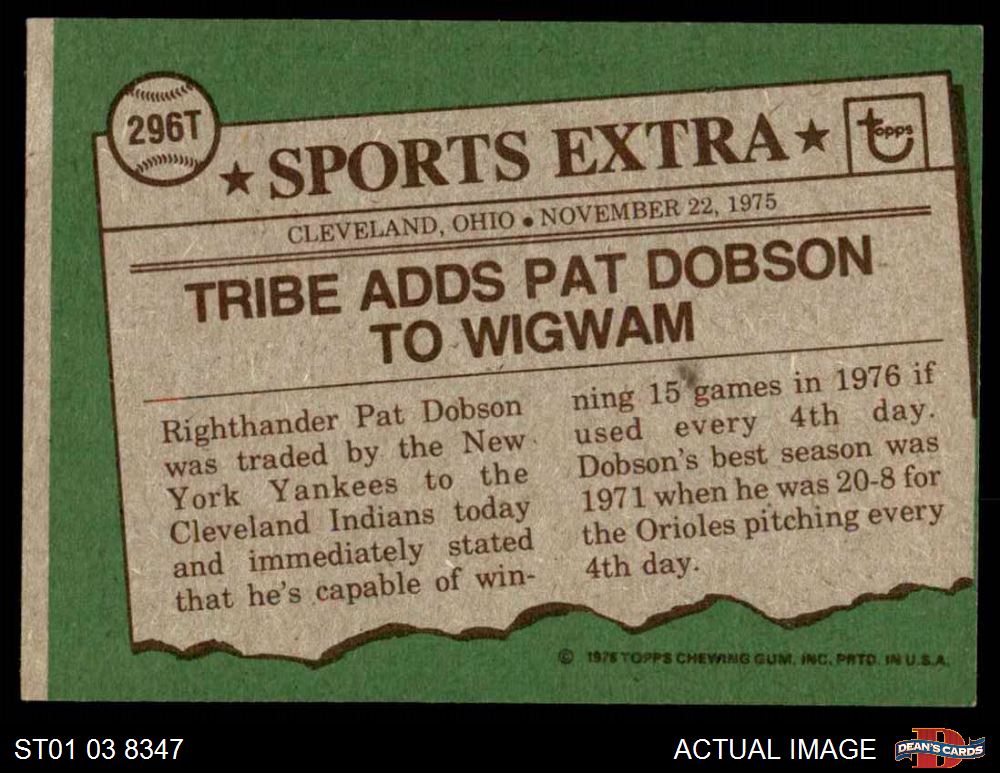 296T
★ SPORTS EXTRA ★
Topps
CLEVELAND, OHIO • NOVEMBER 22, 1975
TRIBE ADDS PAT DOBSON
TO WIGWAM
Righthander Pat Dobson
was traded by the New
York Yankees to the
Cleveland Indians today
and immediately stated
that he's capable of win-
ning 15 games in 1976 if
used every 4th day.
Dobson's best season was
1971 when he was 20-8 for
the Orioles pitching every
4th day.
© 1976 TOPPS CHEWING GUM, INC. PRTD. IN U.S.A.
ST01 03 8347
ACTUAL IMAGE
DEAN'S CARDS